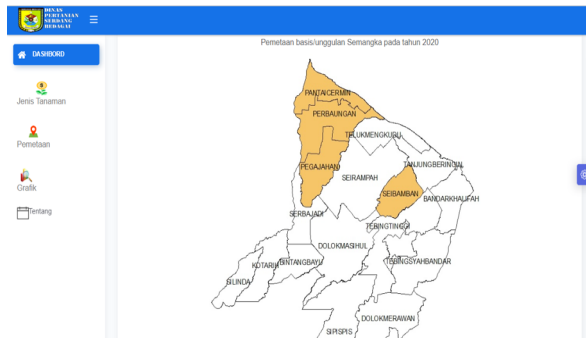 DINAS
PERTANIAN
SERDANG
BEDAGAI
DASHBORD
Jenis Tanaman
Pemetaan
Grafik
Tentang
Pemetaan basis/unggulan Semangka pada tahun 2020
PANTAICERMIN
PERBAUNGAN
TELUKMENGKUDU
TANJUNGBERINGIN
PEGAJAHAN
SEIRAMPAH
SEIBAMBAN
BANDARKHALIFAH
SERBAJADI
TEBINGTINGGI
DOLOKMASIHUL
KOTARIH
BINTANGBAYU
TEBINGSYAHBANDAR
SILINDA
DOLOKMERAWAN
SIPISPIS